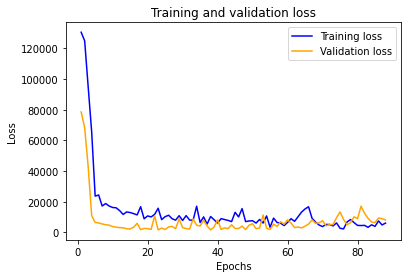 Training and validation loss
Training loss
Validation loss
120000
100000
80000
60000
40000
20000
0
Loss
0
20
40
60
80
Epochs